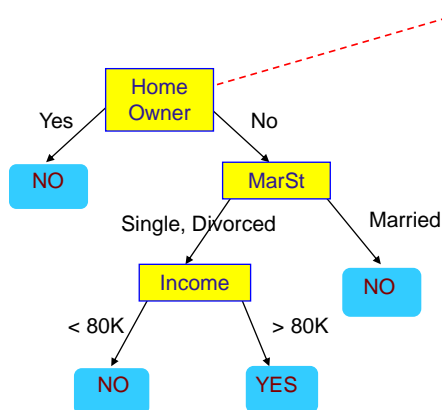 Home
Owner
Yes
No
NO
MarSt
Single, Divorced
Married
Income
NO
< 80K
> 80K
NO
YES